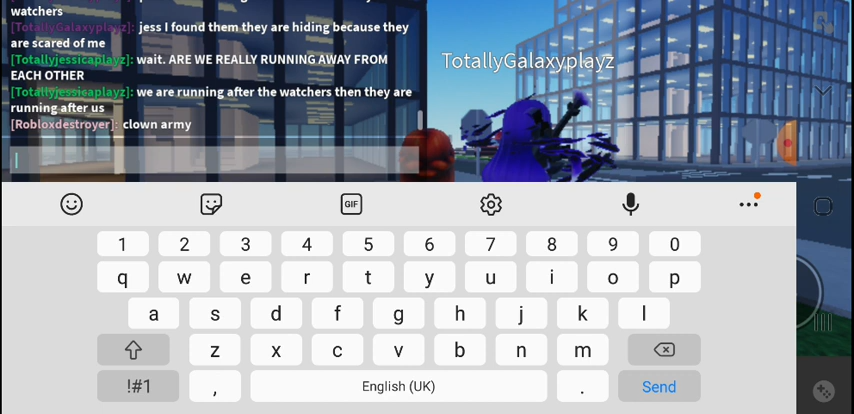 watchers
[TotallyGalaxyplayz]: jess I found them they are hiding because they
are scared of me
[Totallyjessicaplayz]: wait. ARE WE REALLY RUNNING AWAY FROM
EACH OTHER
[Totallyjessicaplayz]: we are running after the watchers then they are
running after us
[Robloxdestroyer]: clown army
TotallyGalaxyplayz
GIF
1 2 3 4 5 6 7 8 9 0
q w e r t y u i o p
a s d f g h j k l
z x c v b n m
!#1 , English (UK) . Send